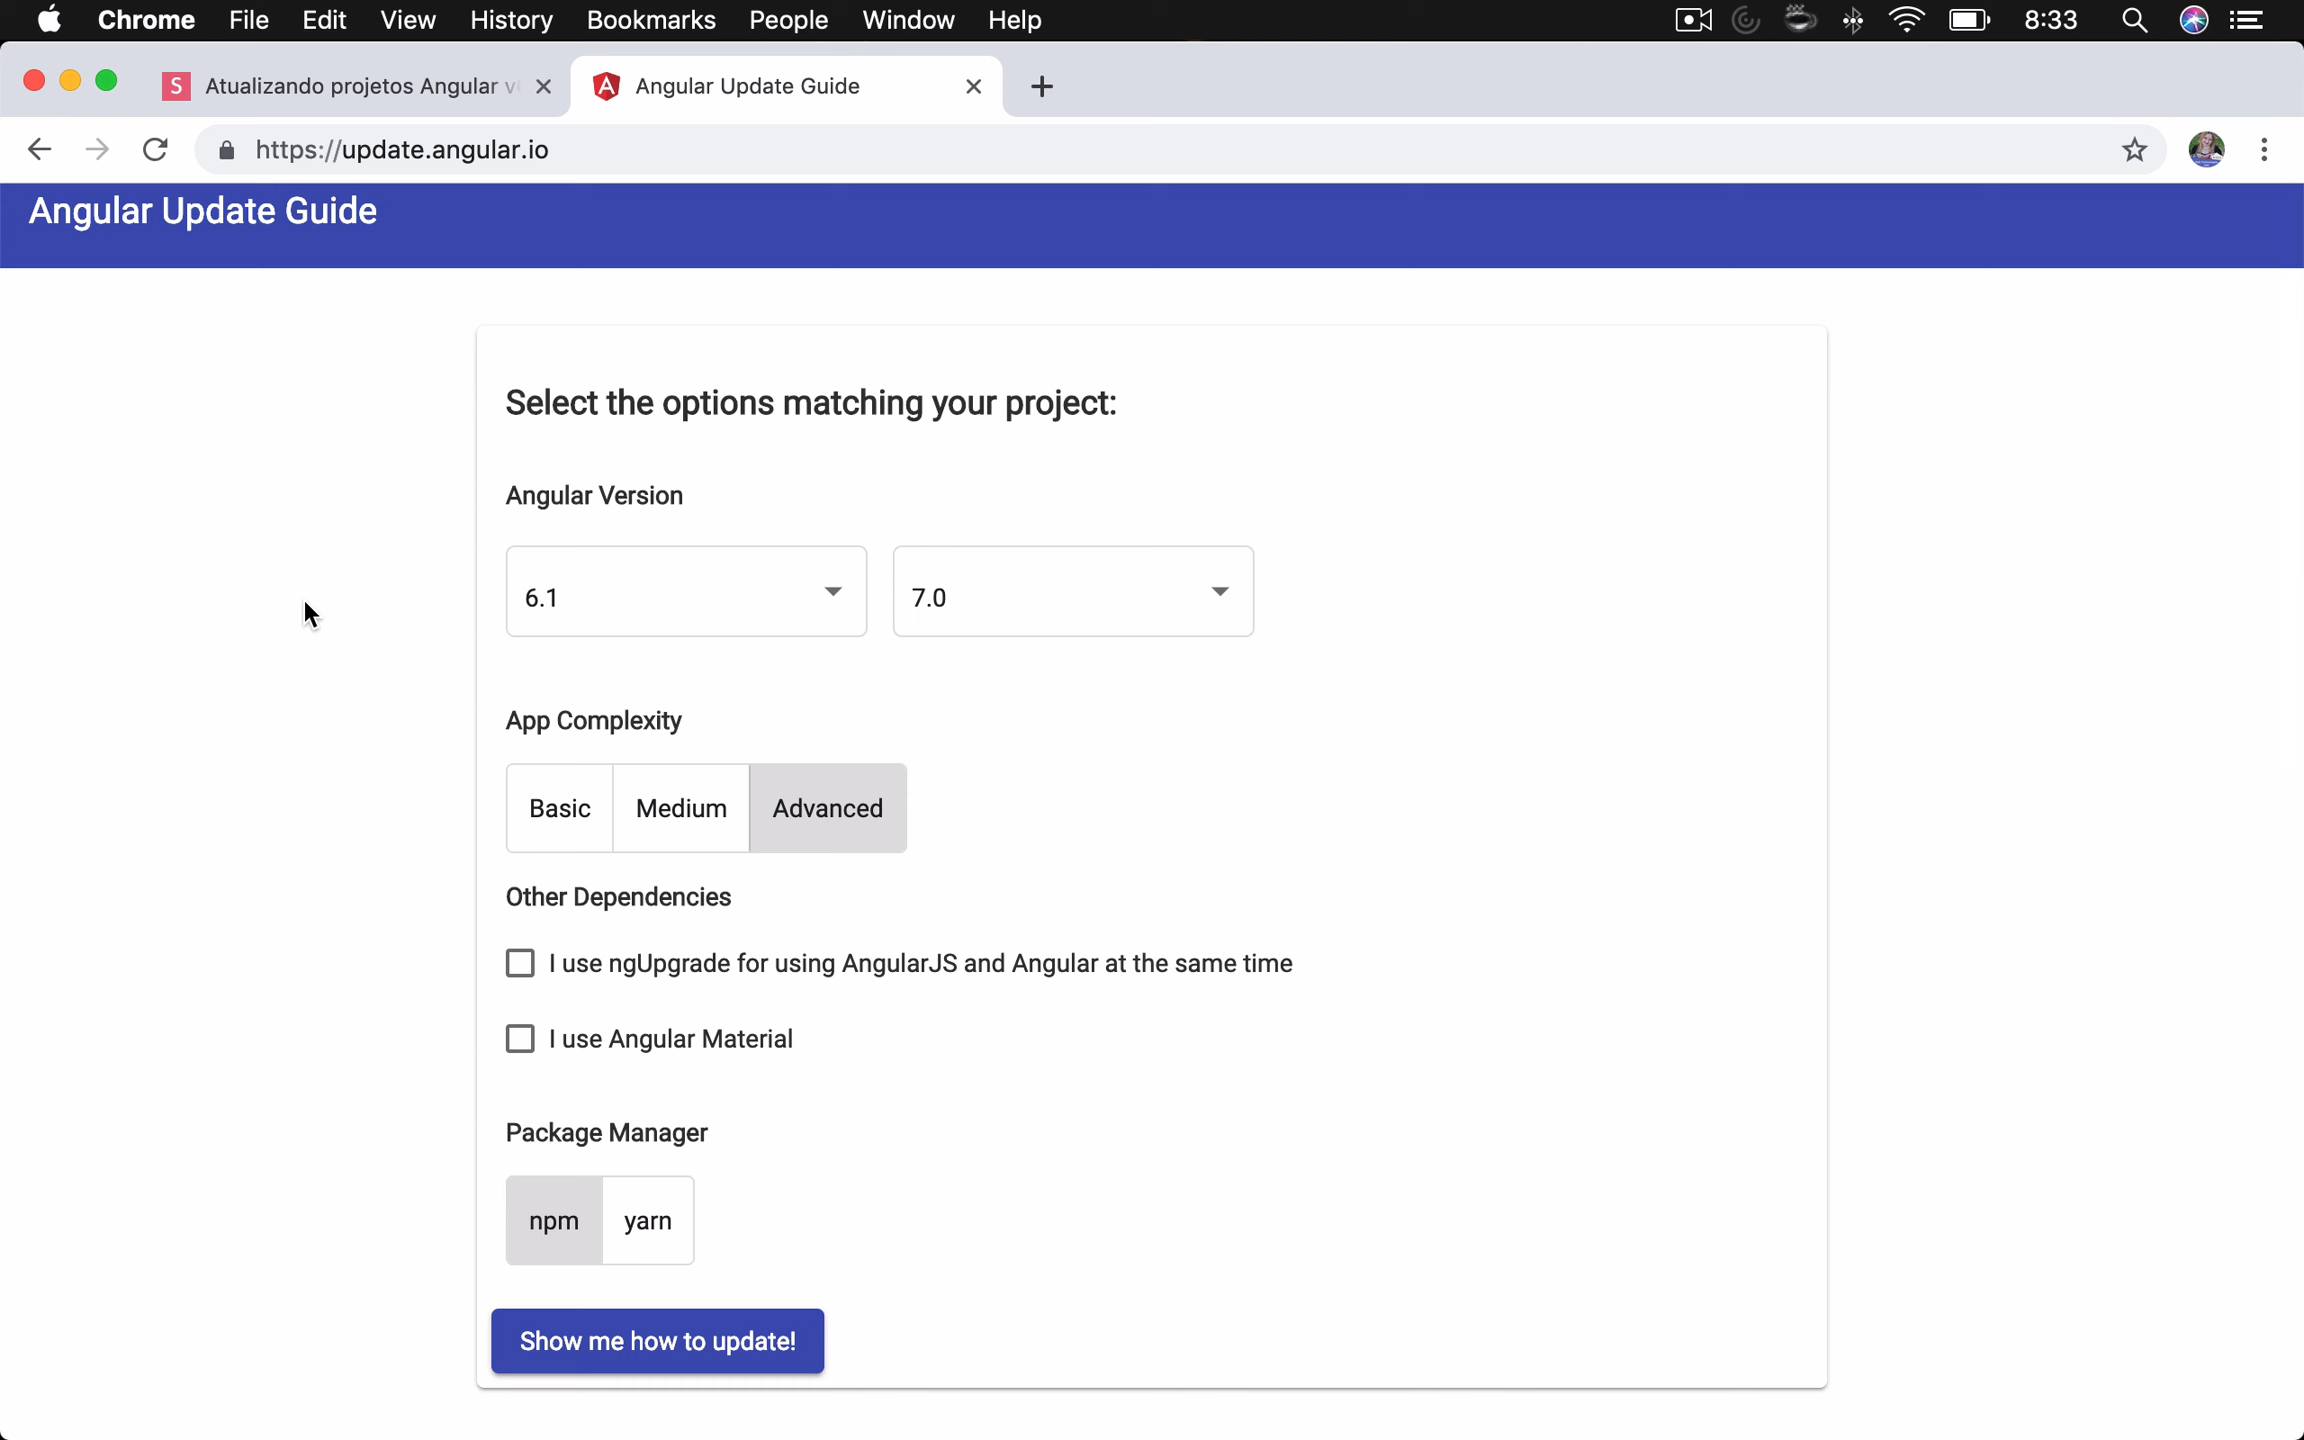 Chrome File Edit View History Bookmarks People Window Help 8:33
S Atualizando projetos Angular Angular Update Guide
https://update.angular.io
Angular Update Guide
Select the options matching your project:
Angular Version
6.1 7.0
App Complexity
Basic Medium Advanced
Other Dependencies
I use ngUpgrade for using AngularJS and Angular at the same time
I use Angular Material
Package Manager
npm yarn
Show me how to update!